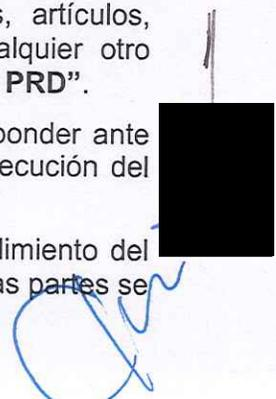 s, artículos,
alquier otro
PRD”.
ponder ante
ecución del
limiento del
as partes se